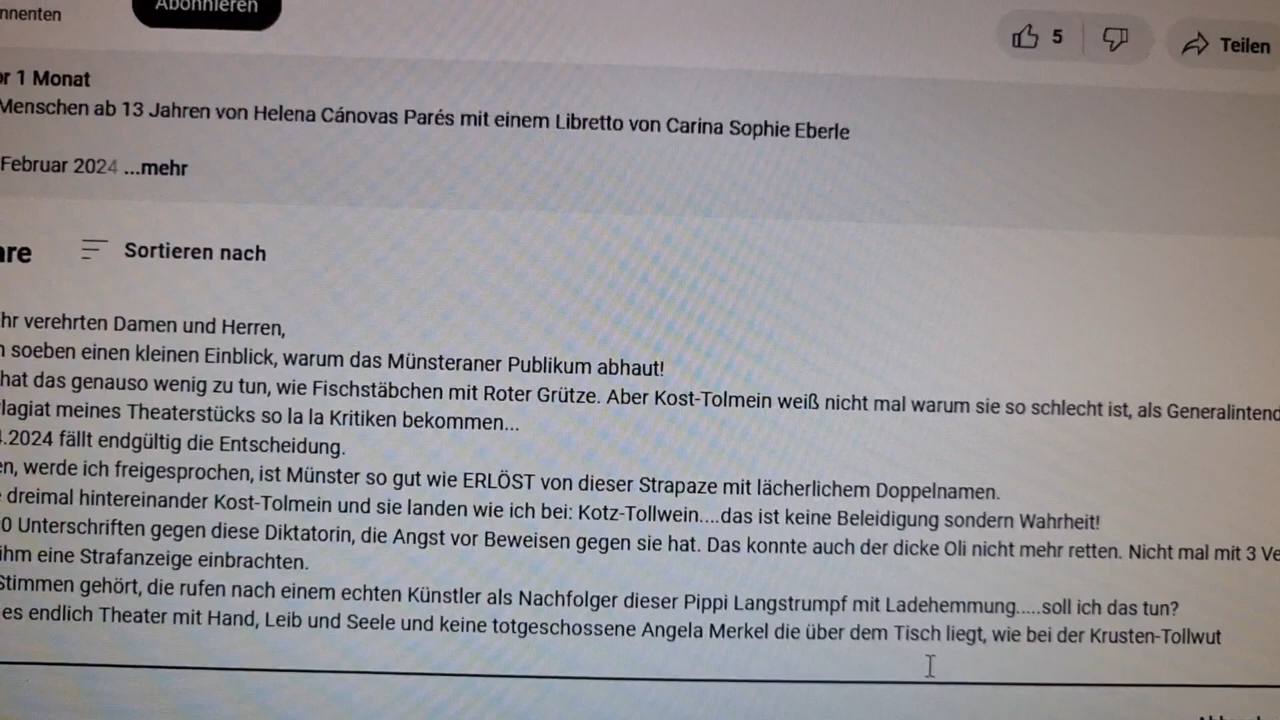 nnenten
Abonnieren
5
Teilen
or 1 Monat
Menschen ab 13 Jahren von Helena Cánovas Parés mit einem Libretto von Carina Sophie Eberle
Februar 2024 ...mehr
are
Sortieren nach
hr verehrten Damen und Herren,
n soeben einen kleinen Einblick, warum das Münsteraner Publikum abhaut!
hat das genauso wenig zu tun, wie Fischstäbchen mit Roter Grütze. Aber Kost-Tolmein weiß nicht mal warum sie so schlecht ist, als Generalintend
lagiat meines Theaterstücks so la la Kritiken bekommen...
.2024 fällt endgültig die Entscheidung.
en, werde ich freigesprochen, ist Münster so gut wie ERLÖST von dieser Strapaze mit lächerlichem Doppelnamen.
dreimal hintereinander Kost-Tolmein und sie landen wie ich bei: Kotz-Tollwein....das ist keine Beleidigung sondern Wahrheit!
0 Unterschriften gegen diese Diktatorin, die Angst vor Beweisen gegen sie hat. Das konnte auch der dicke Oli nicht mehr retten. Nicht mal mit 3 Ve
ihm eine Strafanzeige einbrachten.
Stimmen gehört, die rufen nach einem echten Künstler als Nachfolger dieser Pippi Langstrumpf mit Ladehemmung.....soll ich das tun?
es endlich Theater mit Hand, Leib und Seele und keine totgeschossene Angela Merkel die über dem Tisch liegt, wie bei der Krusten-Tollwut